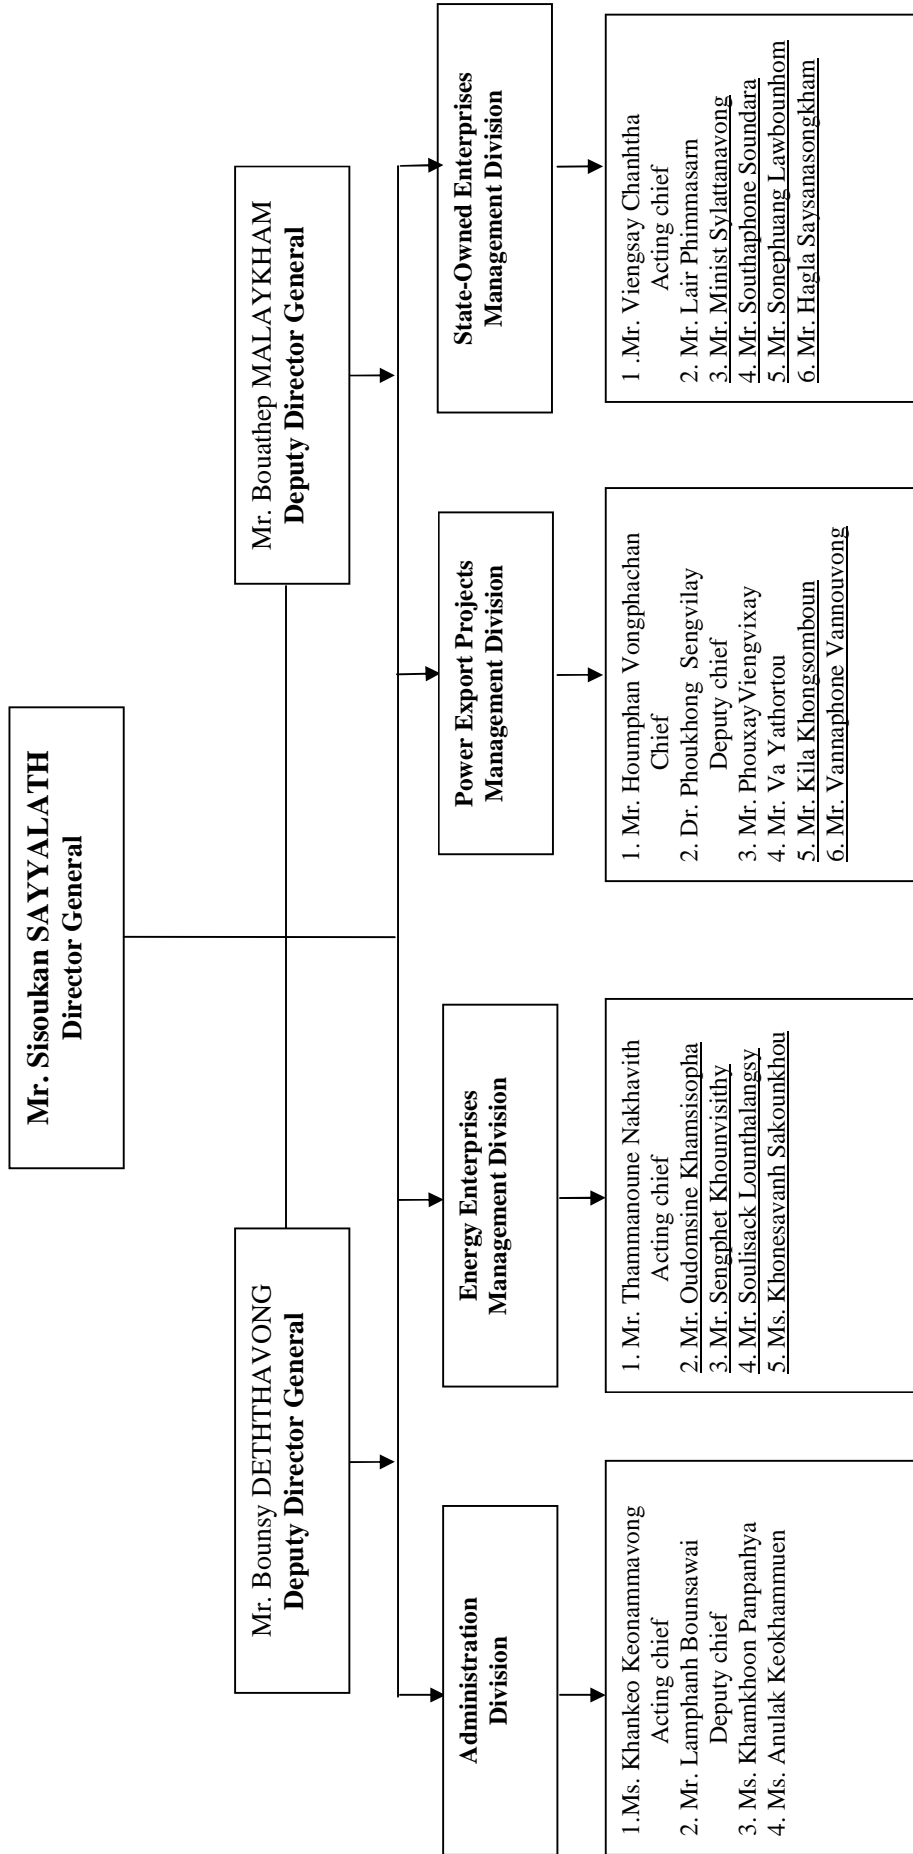 Mr. Sisoukan SAYYALATH
Director General
Mr. Bounsy DETHTHAVONG
Deputy Director General
Mr. Bouathep MALAYKHAM
Deputy Director General
Administration
Division
Energy Enterprises
Management Division
Power Export Projects
Management Division
State-Owned Enterprises
Management Division
1.Ms. Khankeo Keonammavong
Acting chief
2. Mr. Lamphanh Bounsawai
Deputy chief
3. Ms. Khamkhoon Panpanhya
4. Ms. Anulak Keokhammuen
1. Mr. Thammanoune Nakhavith
Acting chief
2. Mr. Oudomsine Khamsisopha
3. Mr. Sengphet Khounvisithy
4. Mr. Soulisack Lounthalangsy
5. Ms. Khonesavanh Sakounkhou
1. Mr. Houmphan Vongphachan
Chief
2. Dr. Phoukhong Sengvilay
Deputy chief
3. Mr. PhouxayViengvixay
4. Mr. Va Yathortou
5. Mr. Kila Khongsomboun
6. Mr. Vannaphone Vannouvong
1 .Mr. Viengsay Chanhtha
Acting chief
2. Mr. Lair Phimmasarn
3. Mr. Minist Sylattanavong
4. Mr. Southaphone Soundara
5. Mr. Sonephuang Lawbounhom
6. Mr. Hagla Saysanasongkham